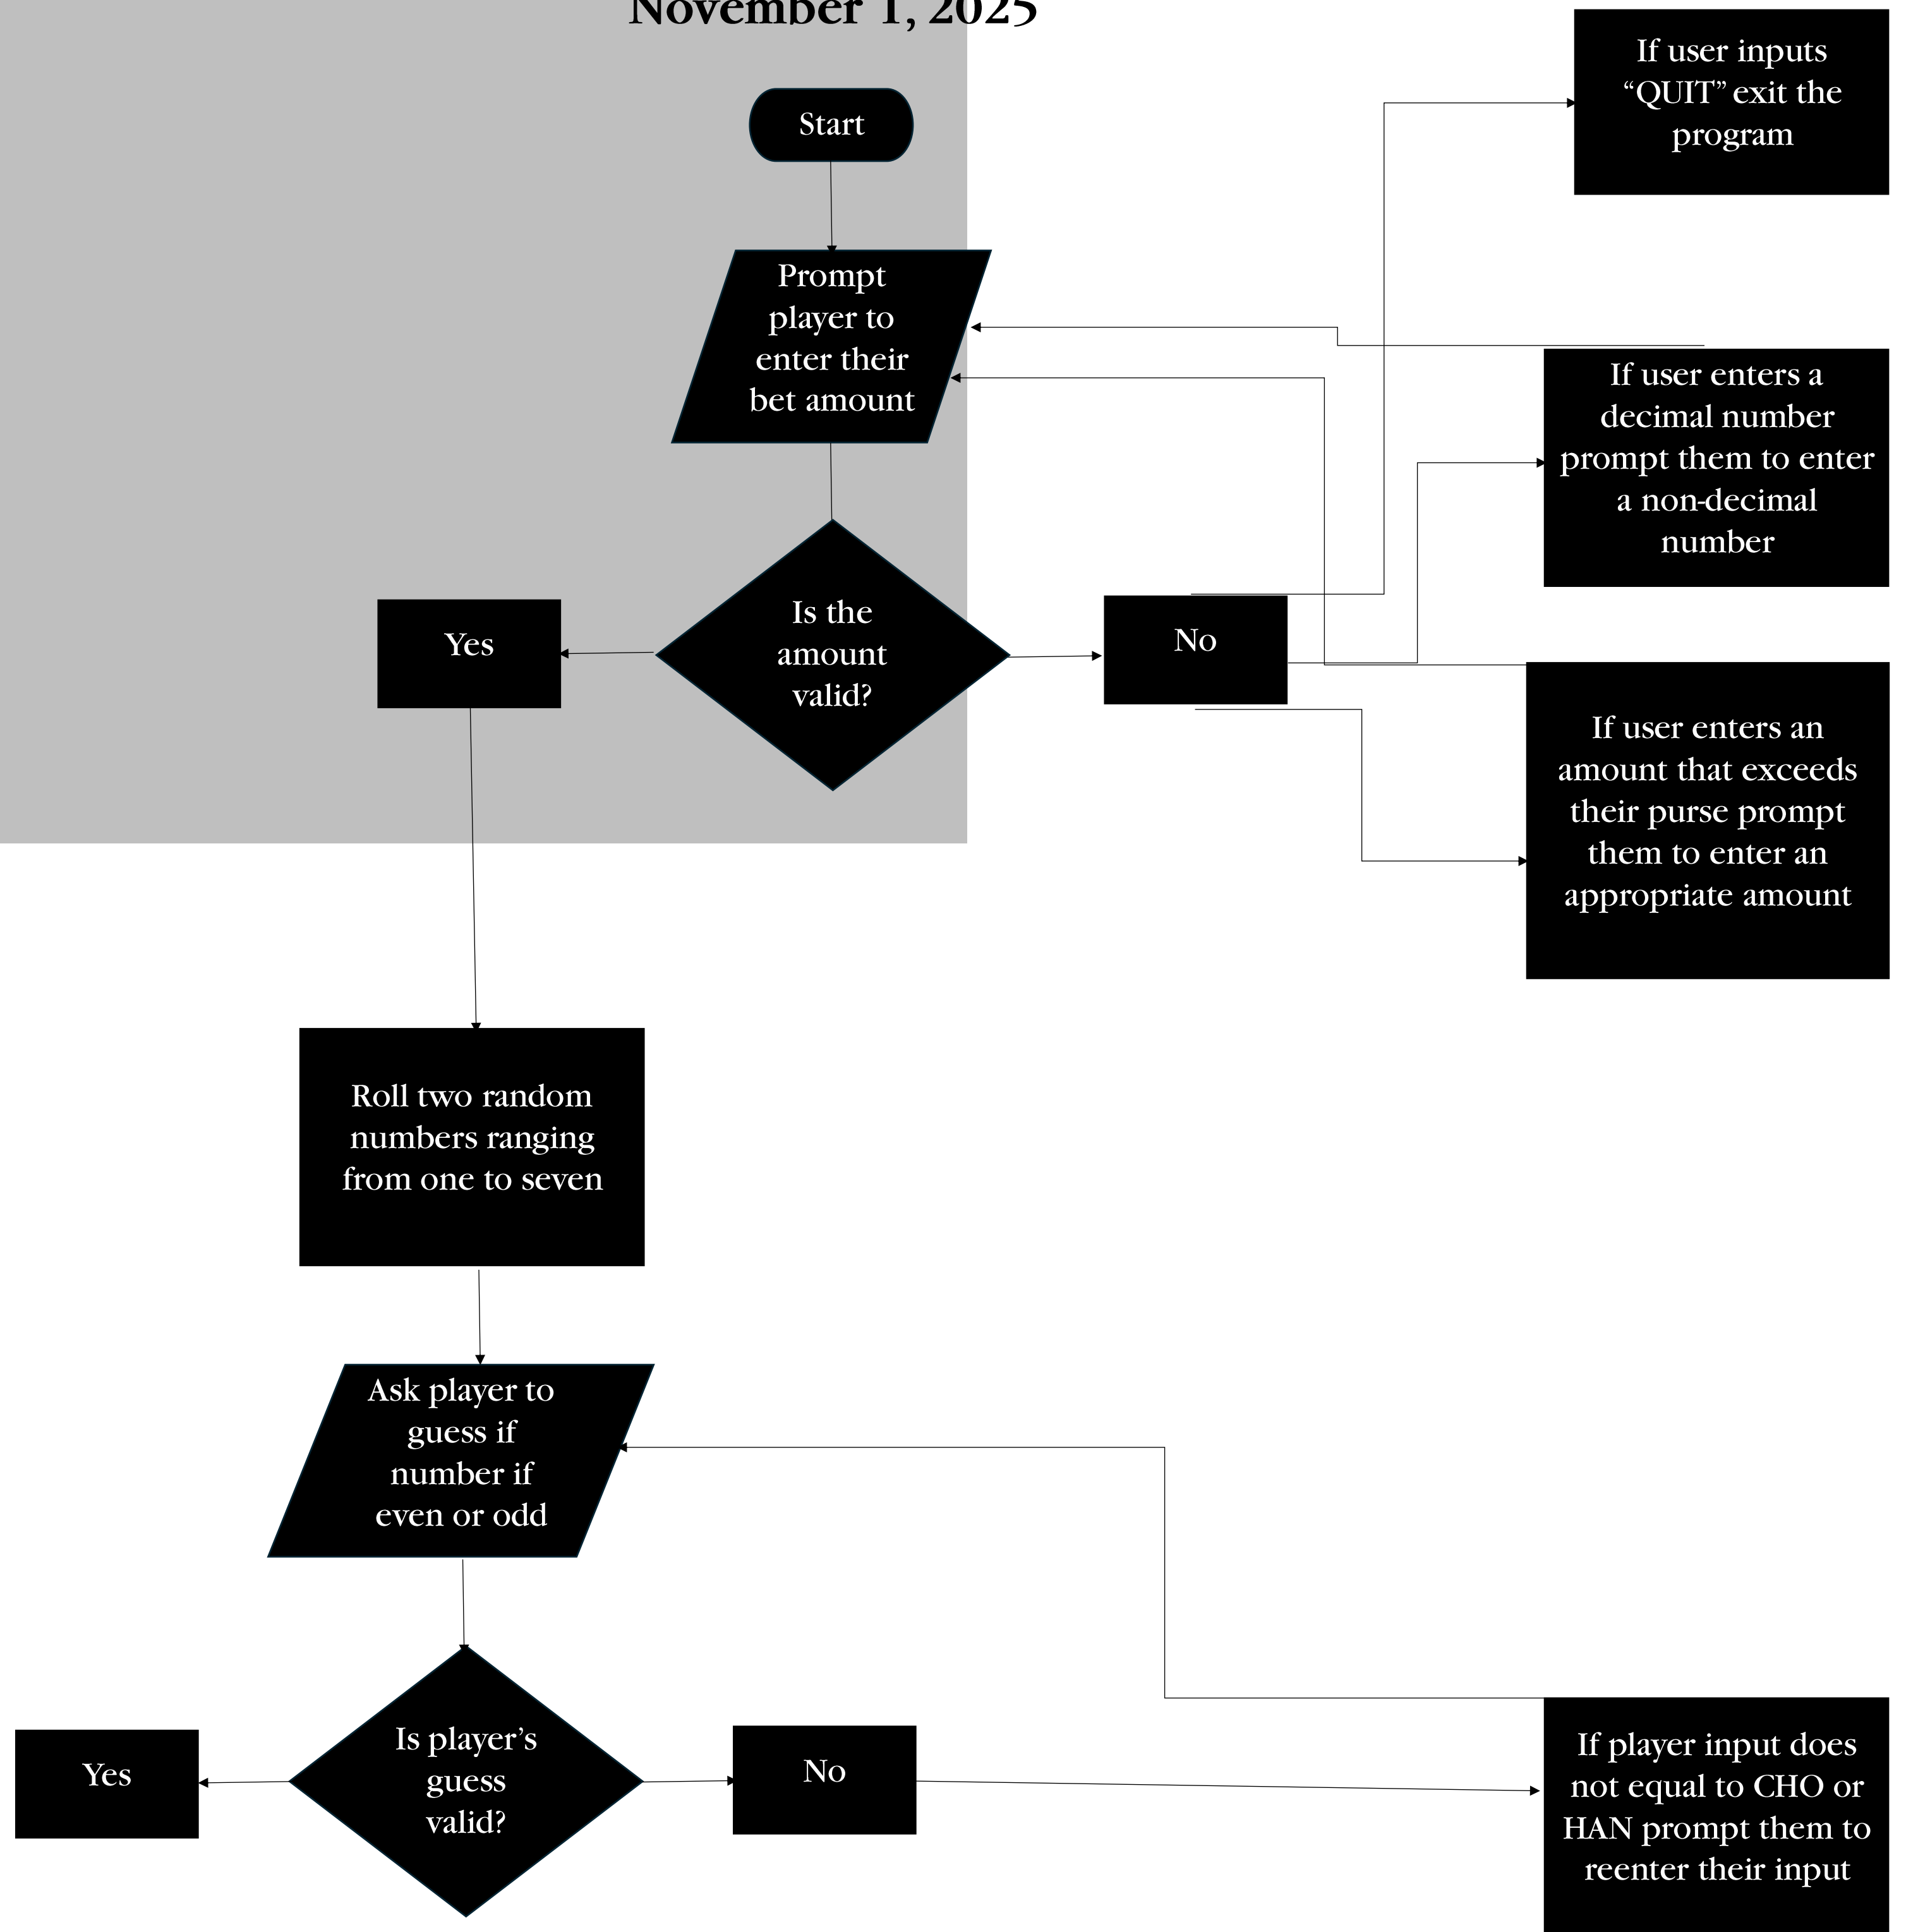 November 1, 2025
Start
Prompt
player to
enter their
bet amount
If user inputs
“QUIT” exit the
program
If user enters a
decimal number
prompt them to enter
a non-decimal
number
Is the
amount
valid?
Yes
No
If user enters an
amount that exceeds
their purse prompt
them to enter an
appropriate amount
Roll two random
numbers ranging
from one to seven
Ask player to
guess if
number if
even or odd
Is player’s
guess
valid?
Yes
No
If player input does
not equal to CHO or
HAN prompt them to
reenter their input